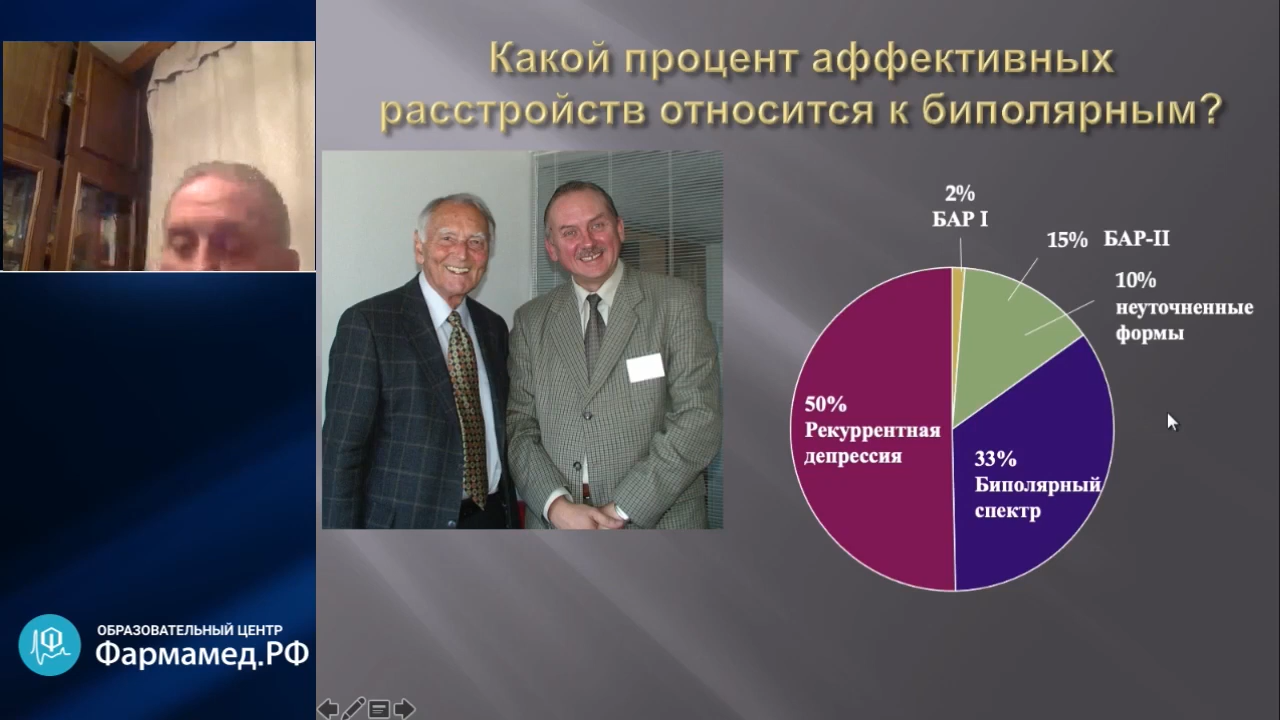 Какой процент аффективных
расстройств относится к биполярным?
2%
БАР I
15% БАР-II
10%
неуточненные
формы
50%
Рекуррентная
депрессия
33%
Биполярный
спектр
ОБРАЗОВАТЕЛЬНЫЙ ЦЕНТР
Фармамед.РФ